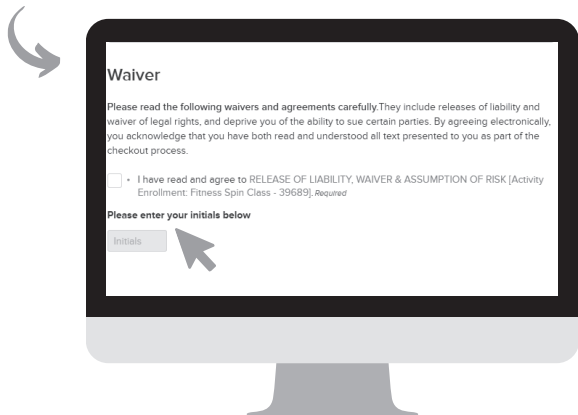 Waiver
Please read the following waivers and agreements carefully.They include releases of liability and
waiver of legal rights, and deprive you of the ability to sue certain parties. By agreeing electronically,
you acknowledge that you have both read and understood all text presented to you as part of the
checkout process.
• I have read and agree to RELEASE OF LIABILITY, WAIVER & ASSUMPTION OF RISK [Activity
Enrollment: Fitness Spin Class - 39689]. Required
Please enter your initials below
Initials